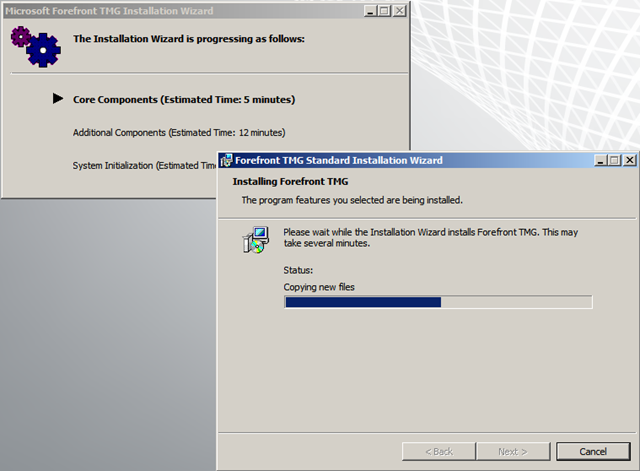 Microsoft Forefront TMG Installation Wizard
The Installation Wizard is progressing as follows:
Core Components (Estimated Time: 5 minutes)
Additional Components (Estimated Time: 12 minutes)
System Initialization (Estimated
Forefront TMG Standard Installation Wizard
Installing Forefront TMG
The program features you selected are being installed.
Please wait while the Installation Wizard installs Forefront TMG. This may
take several minutes.
Status:
Copying new files
< Back
Next >
Cancel